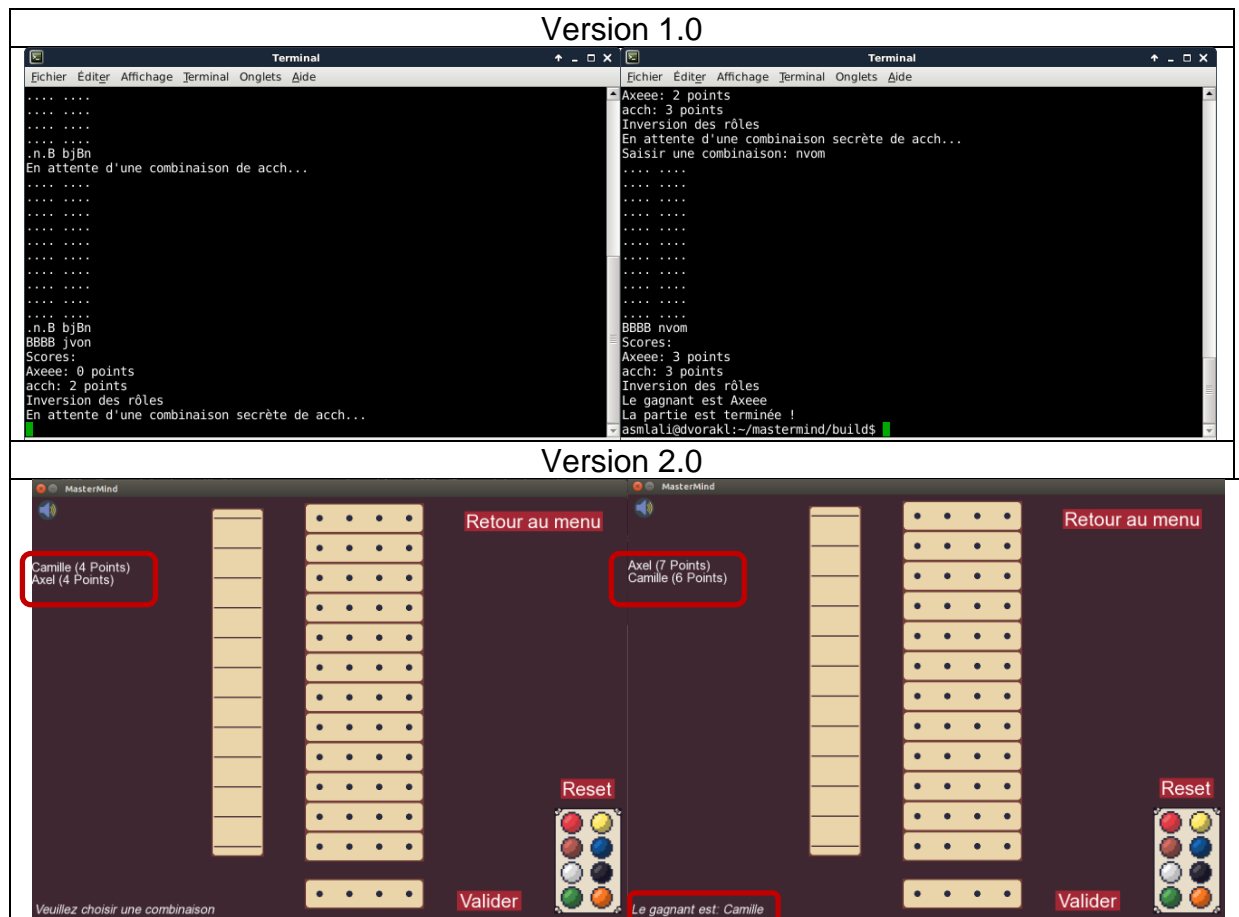 Version 1.0
Terminal
Fichier Éditer Affichage Terminal Onglets Aide
.... ....
.... ....
.... ....
.... ....
.n.B bjBn
En attente d'une combinaison de acch...
.... ....
.... ....
.... ....
.... ....
.... ....
.... ....
.... ....
.... ....
.... ....
.... ....
.n.B bjBn
BBBB jvon
Scores:
Axeee: 0 points
acch: 2 points
Inversion des rôles
En attente d'une combinaison secrète de acch...
Terminal
Fichier Éditer Affichage Terminal Onglets Aide
Axeee: 2 points
acch: 3 points
Inversion des rôles
En attente d'une combinaison secrète de acch...
Saisir une combinaison: nvom
.... ....
.... ....
.... ....
.... ....
.... ....
.... ....
.... ....
.... ....
.... ....
.... ....
.... ....
BBBB nvom
Scores:
Axeee: 3 points
acch: 3 points
Inversion des rôles
Le gagnant est Axeee
La partie est terminée !
asmlali@dvorakl:~/mastermind/build$
Version 2.0
MasterMind
Retour au menu
Camille (4 Points)
Axel (4 Points)
Reset
Valider
Veuillez choisir une combinaison
MasterMind
Retour au menu
Axel (7 Points)
Camille (6 Points)
Reset
Valider
Le gagnant est: Camille